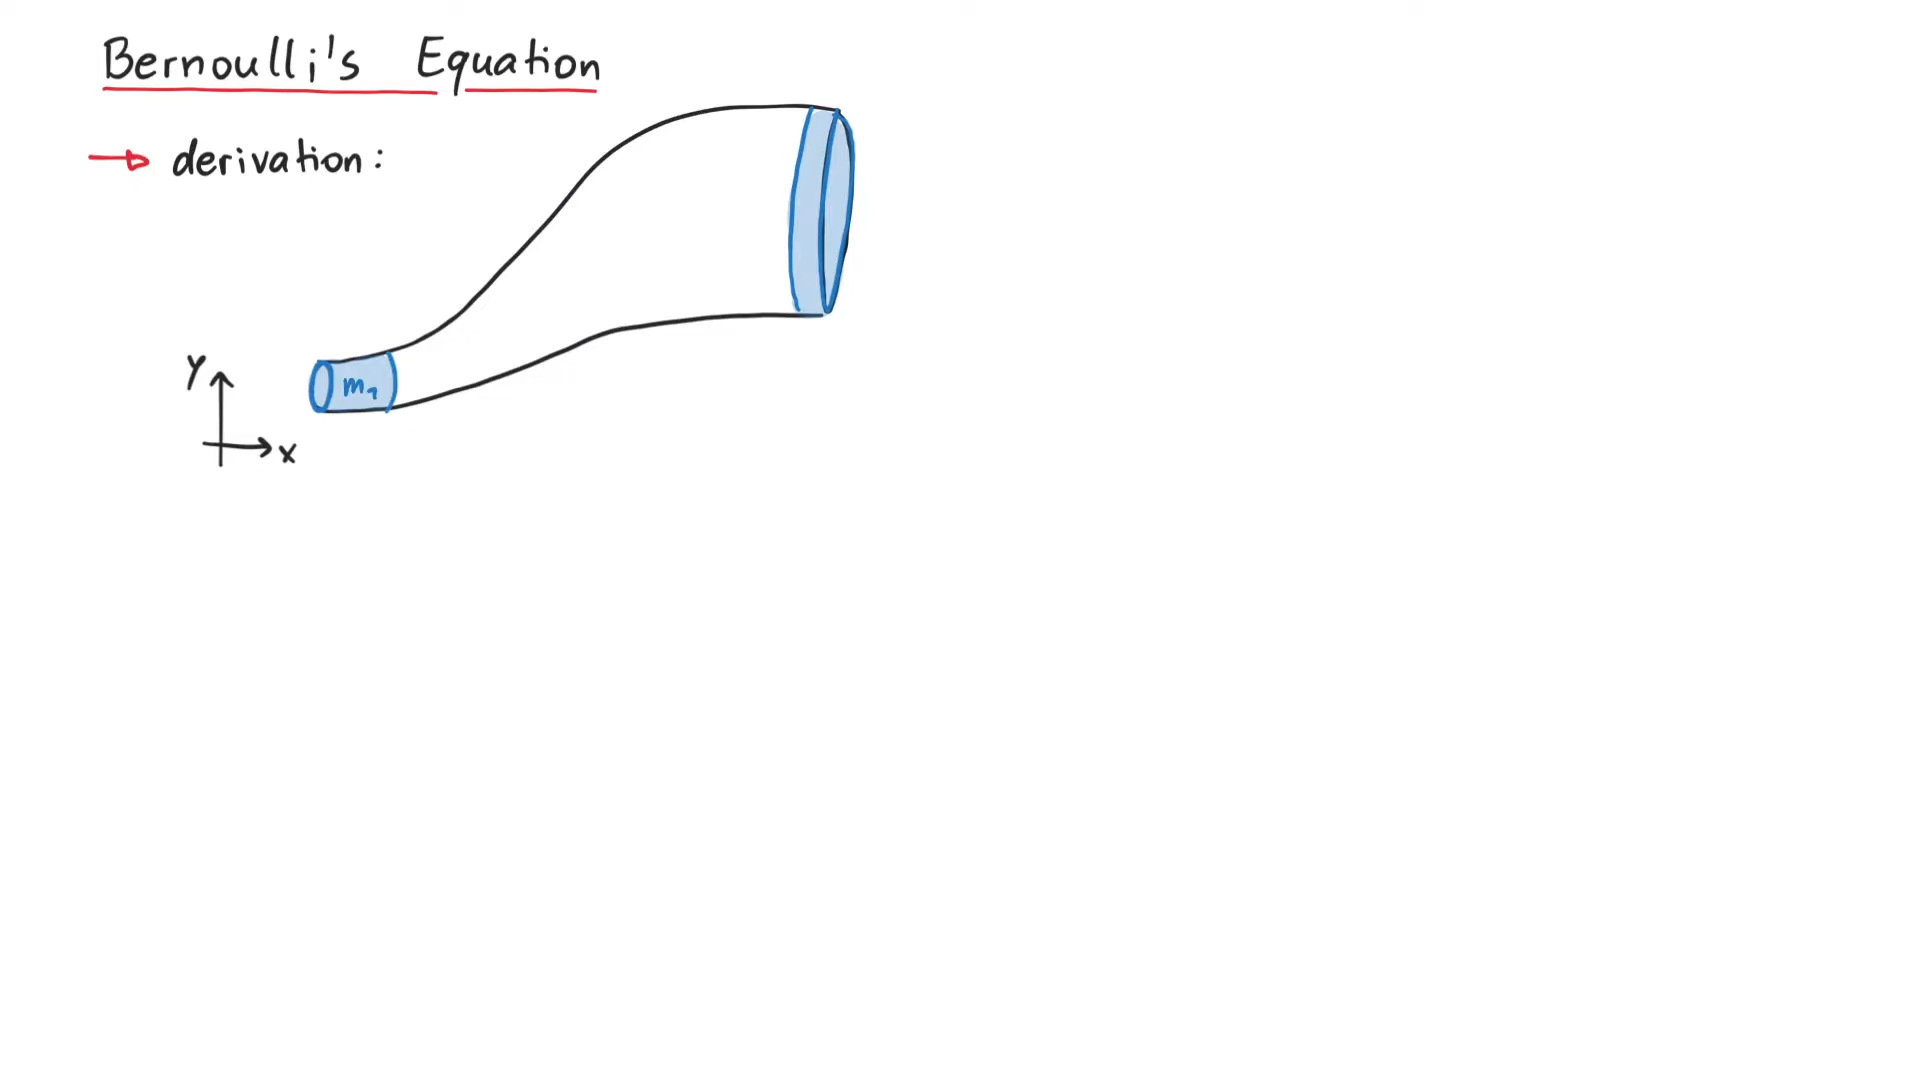 Bernoulli's Equation
derivation:
m₁
y
x